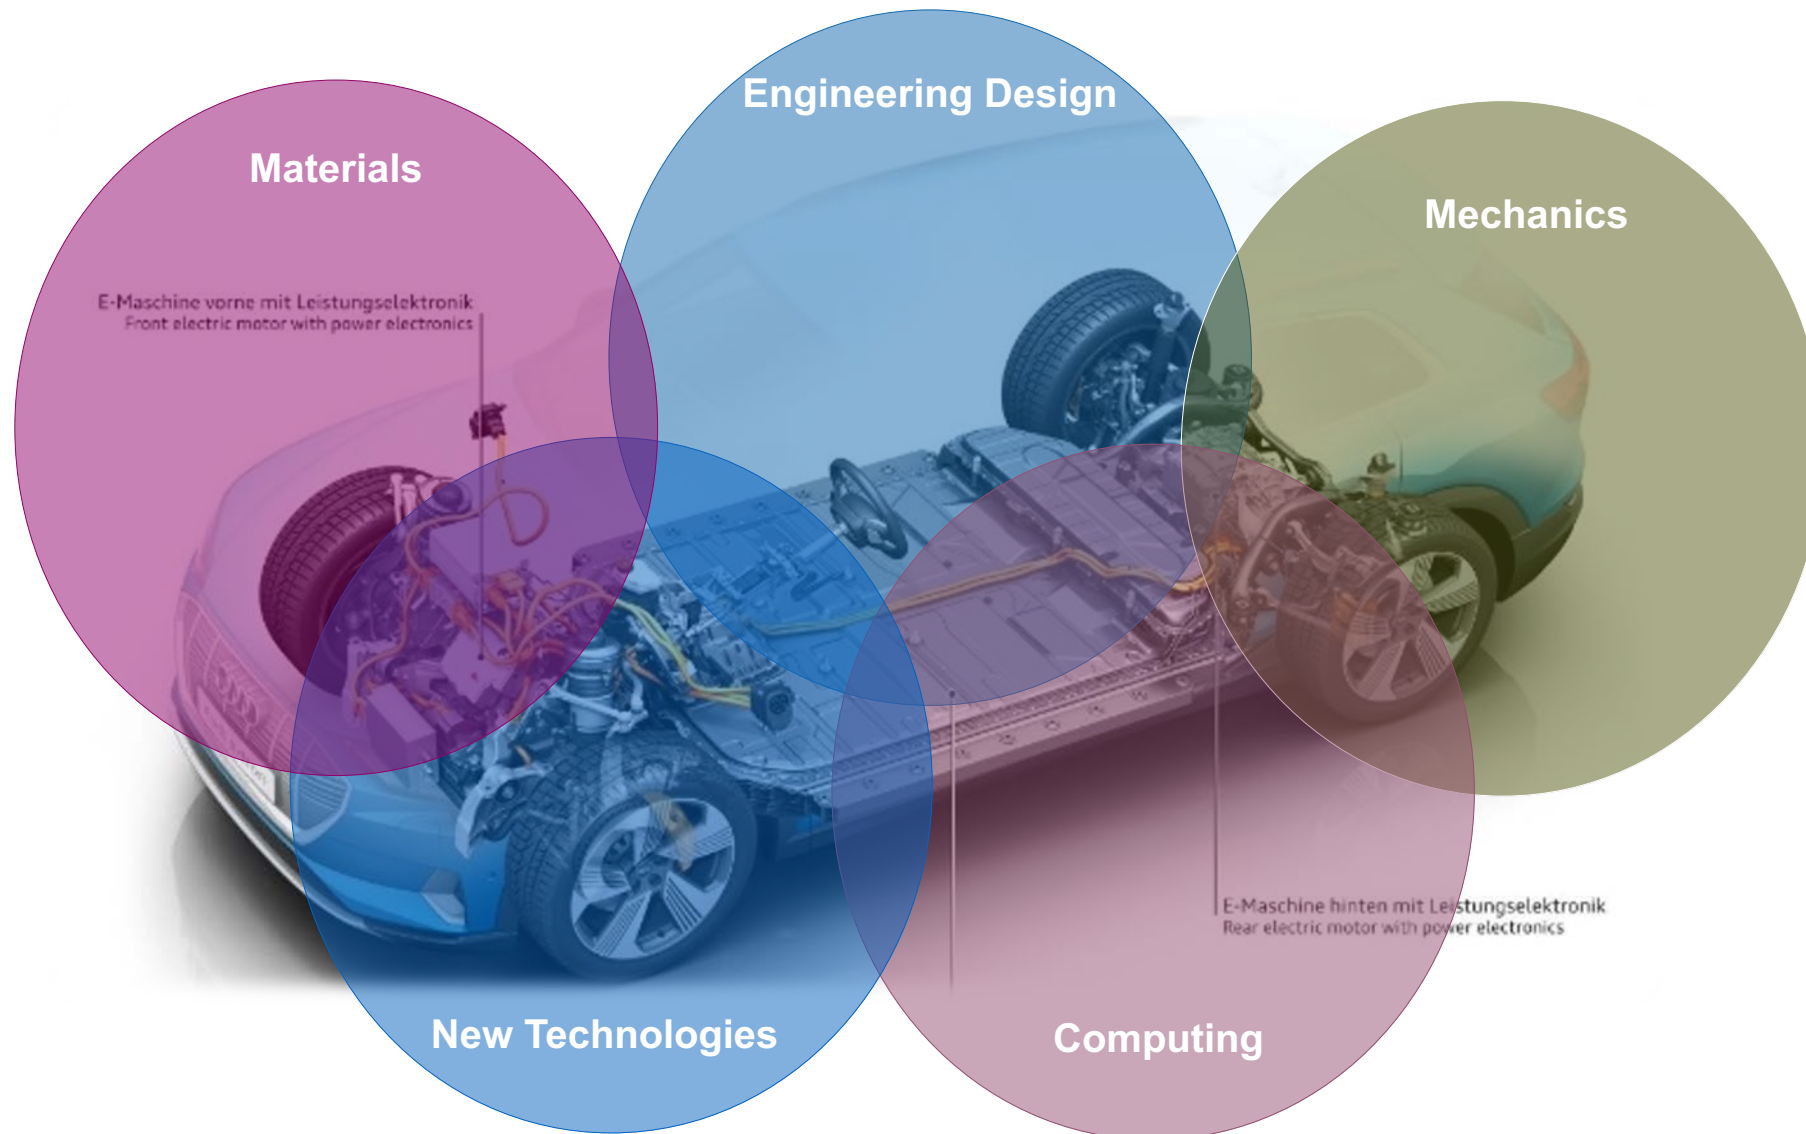 Engineering Design
Materials
Mechanics
E-Maschine vorne mit Leistungselektronik
Front electric motor with power electronics
E-Maschine hinten mit Leistungselektronik
Rear electric motor with power electronics
New Technologies
Computing